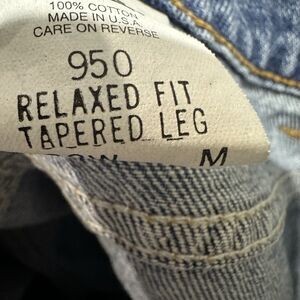 100% COTTON
MADE IN U.S.A.
CARE ON REVERSE
950
RELAXED FIT
TAPERED LEG
M